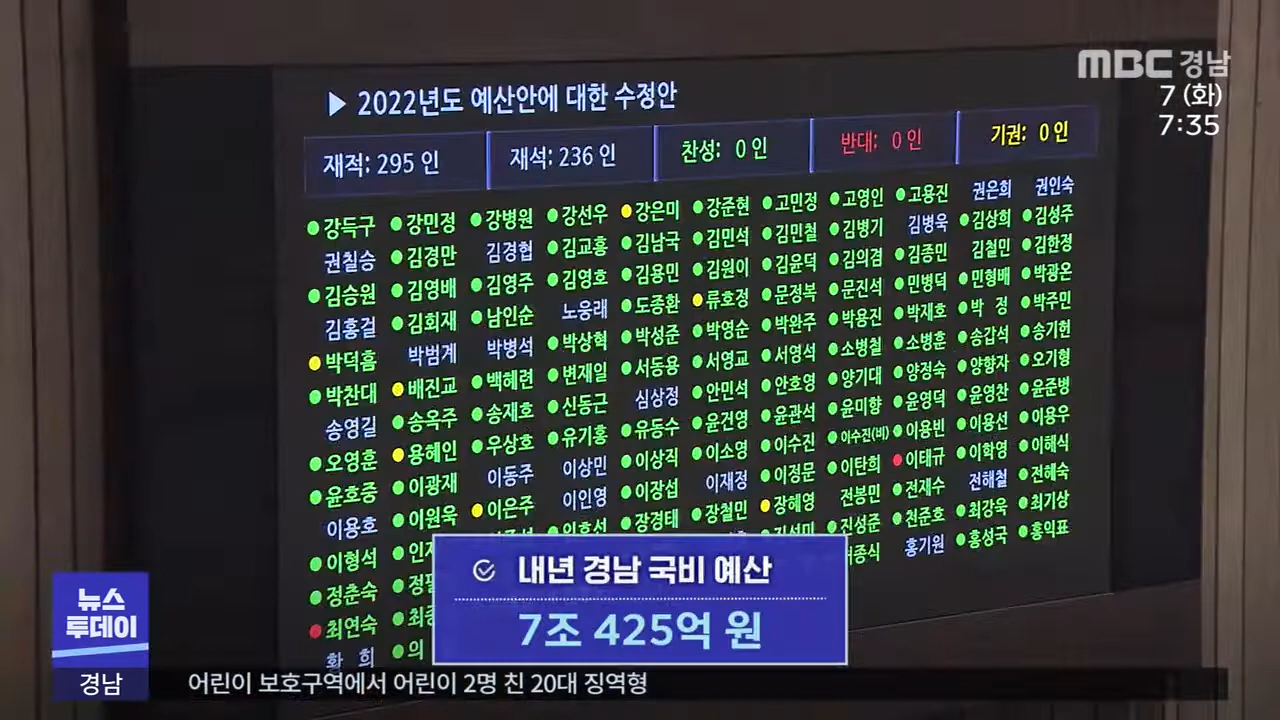 MBC 경남
7 (화)
7:35
▶ 2022년도 예산안에 대한 수정안
재적: 295 인 재석: 236 인 찬성: 0 인 반대: 0 인 기권: 0 인
강득구 강민정 강병원 강선우 강은미 강준현 고민정 고영인 고용진 권은희 권인숙
권칠승 김경만 김경협 김교흥 김남국 김민석 김민철 김병기 김병욱 김상희 김성주
김승원 김영배 김영주 김영호 김용민 김원이 김윤덕 김의겸 김종민 김철민 김한정
김홍걸 김회재 남인순 노웅래 도종환 류호정 문정복 문진석 민병덕 민형배 박광온
박덕흠 박범계 박병석 박상혁 박성준 박영순 박완주 박용진 박재호 박 정 박주민
박찬대 배진교 백혜련 변재일 서동용 서영교 서영석 소병철 소병훈 송갑석 송기헌
송영길 송옥주 송재호 신동근 심상정 안민석 안호영 양기대 양정숙 양향자 오기형
오영훈 용혜인 우상호 유기홍 유동수 윤건영 윤관석 윤미향 윤영덕 윤영찬 윤준병
윤호중 이광재 이동주 이상민 이상직 이소영 이수진 이수진(비) 이용빈 이용선 이용우
이용호 이원욱 이은주 이인영 이장섭 이재정 이정문 이탄희 이태규 이학영 이해식
이형석 장경태 장철민 장혜영 전봉민 전재수 전해철 전혜숙
정춘숙 진성준 천준호 최강욱 최기상
최연숙 홍기원 홍성국 홍익표
황 희 의
내년 경남 국비 예산
7조 425억 원
뉴스
투데이
경남
어린이 보호구역에서 어린이 2명 친 20대 징역형